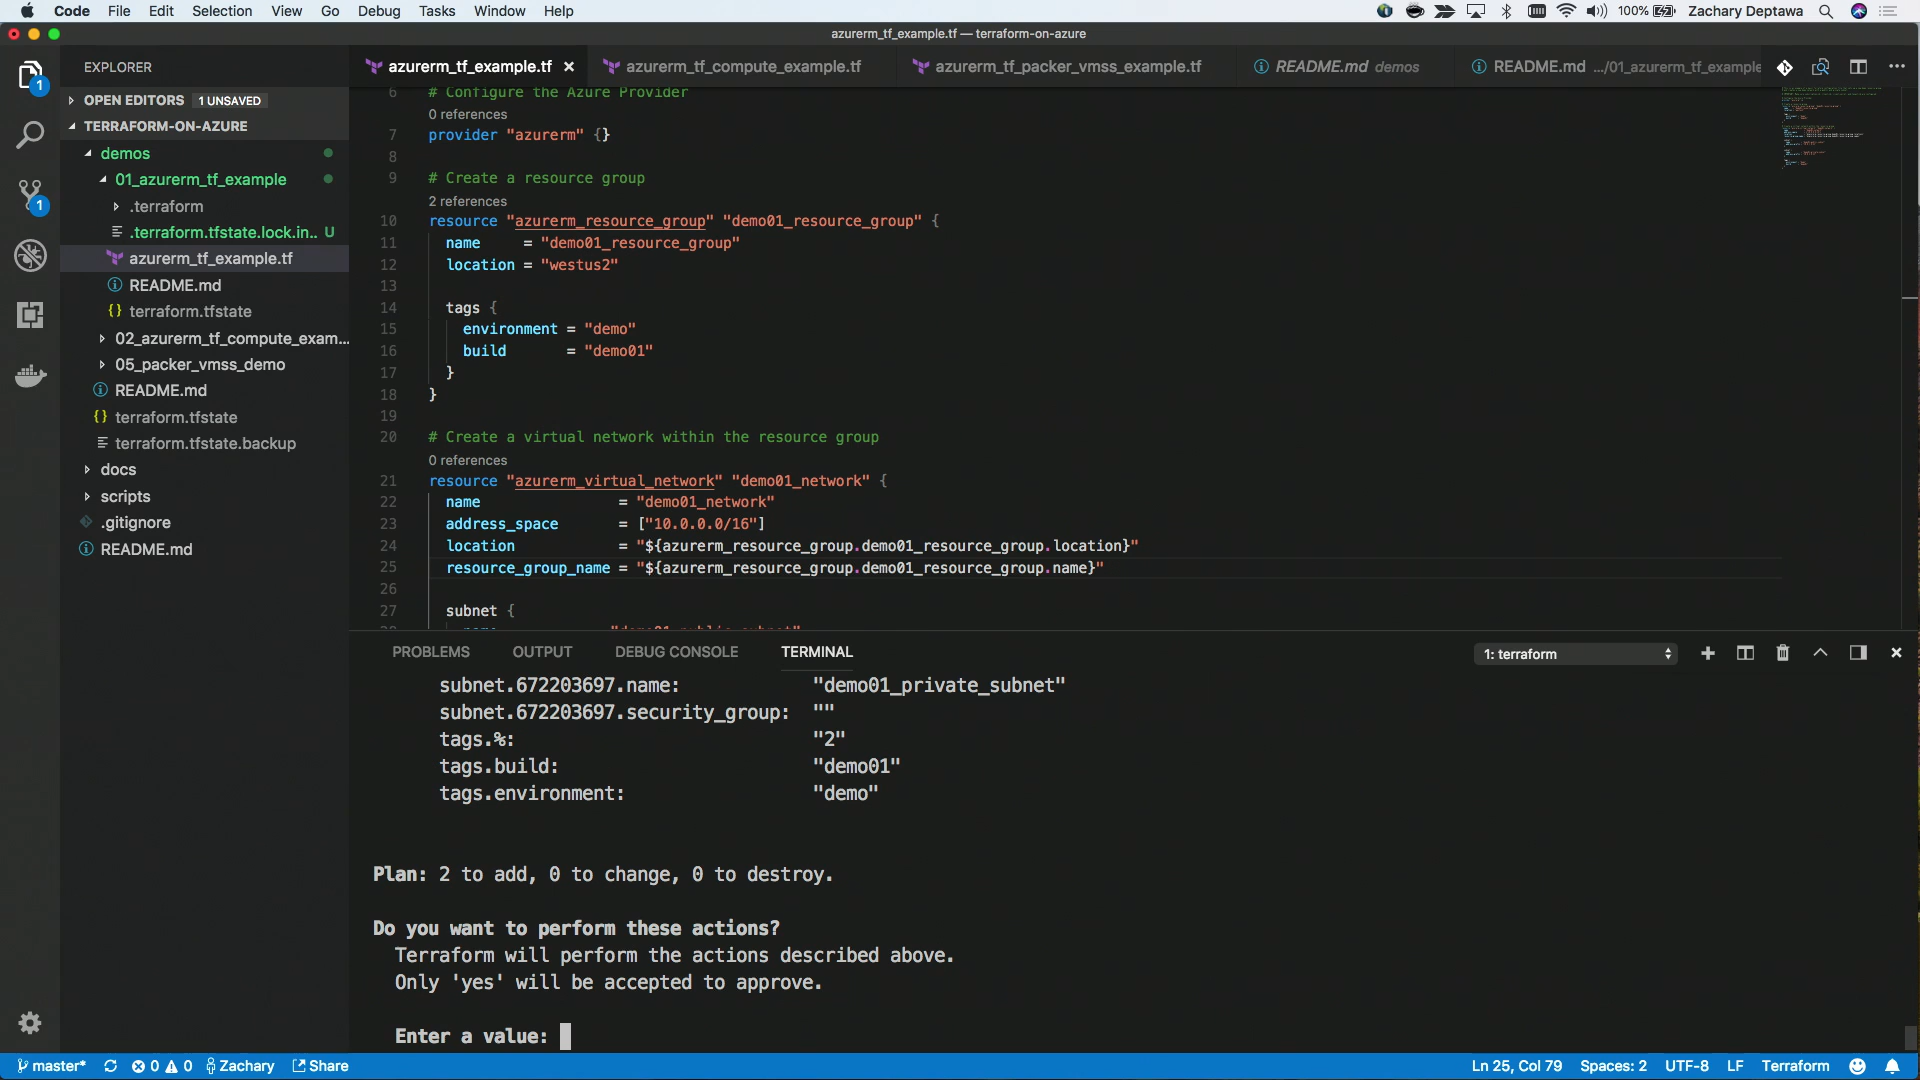 Code File Edit Selection View Go Debug Tasks Window Help
100% Zachary Deptawa
azurerm_tf_example.tf — terraform-on-azure
EXPLORER
OPEN EDITORS 1 UNSAVED
TERRAFORM-ON-AZURE
demos
01_azurerm_tf_example
.terraform
.terraform.tfstate.lock.in.. U
azurerm_tf_example.tf
README.md
terraform.tfstate
02_azurerm_tf_compute_exam...
05_packer_vmss_demo
README.md
terraform.tfstate
terraform.tfstate.backup
docs
scripts
.gitignore
README.md
1
1
azurerm_tf_example.tf azurerm_tf_compute_example.tf azurerm_tf_packer_vmss_example.tf README.md demos README.md .../01_azurerm_tf_example
6 # Configure the Azure Provider
0 references
7 provider "azurerm" {}
8
9 # Create a resource group
2 references
10 resource "azurerm_resource_group" "demo01_resource_group" {
11 name = "demo01_resource_group"
12 location = "westus2"
13
14 tags {
15 environment = "demo"
16 build = "demo01"
17 }
18 }
19
20 # Create a virtual network within the resource group
0 references
21 resource "azurerm_virtual_network" "demo01_network" {
22 name = "demo01_network"
23 address_space = ["10.0.0.0/16"]
24 location = "${azurerm_resource_group.demo01_resource_group.location}"
25 resource_group_name = "${azurerm_resource_group.demo01_resource_group.name}"
26
27 subnet {
PROBLEMS OUTPUT DEBUG CONSOLE TERMINAL 1: terraform
subnet.672203697.name: "demo01_private_subnet"
subnet.672203697.security_group: ""
tags.%: "2"
tags.build: "demo01"
tags.environment: "demo"
Plan: 2 to add, 0 to change, 0 to destroy.
Do you want to perform these actions?
Terraform will perform the actions described above.
Only 'yes' will be accepted to approve.
Enter a value:
master* 0 0 Zachary Share Ln 25, Col 79 Spaces: 2 UTF-8 LF Terraform